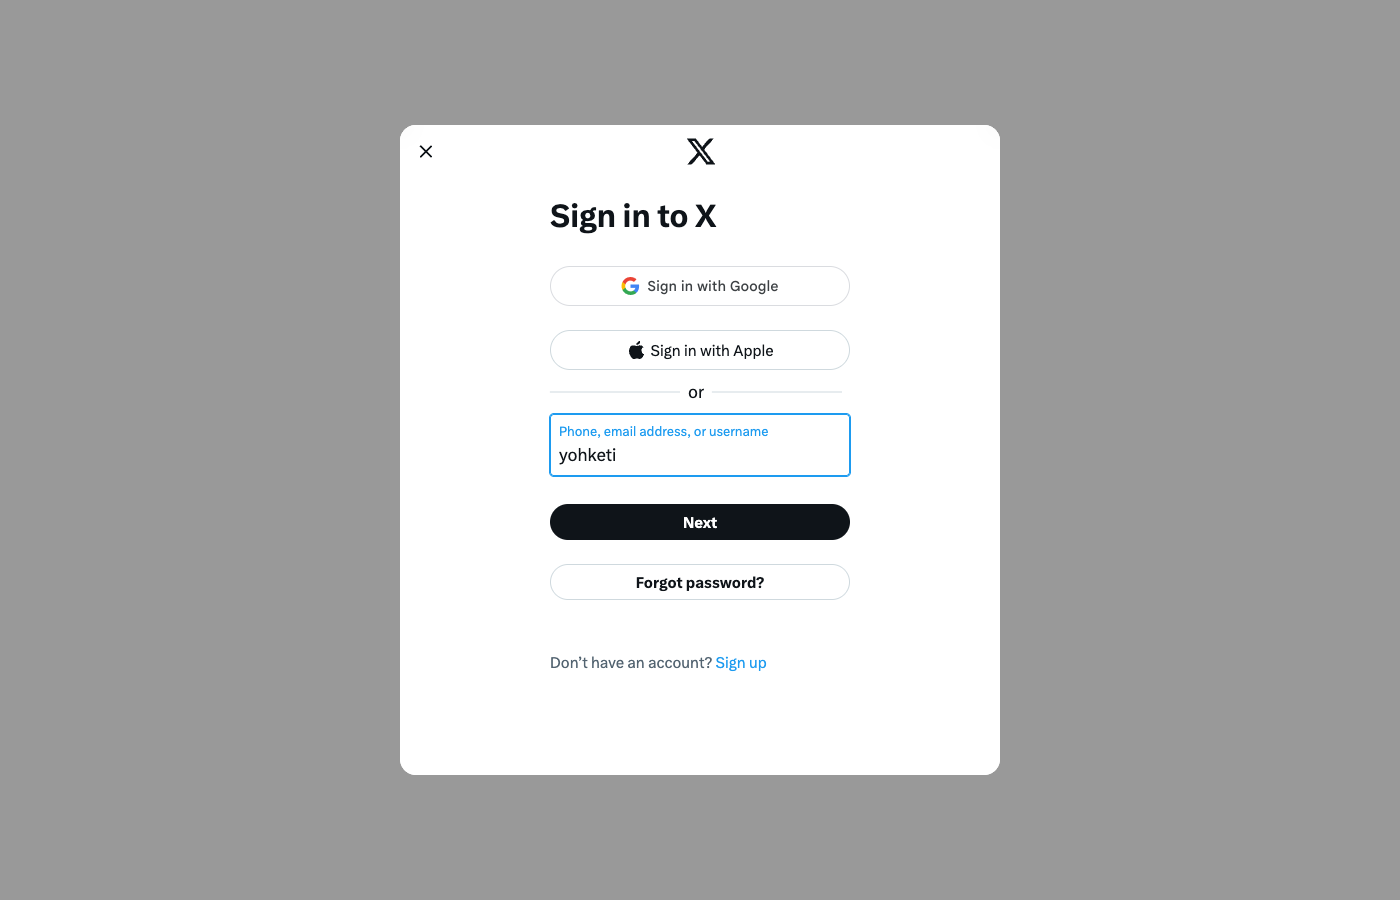 Sign in to X
Sign in with Google
Sign in with Apple
or
Phone, email address, or username
yohketi
Next
Forgot password?
Don’t have an account? Sign up